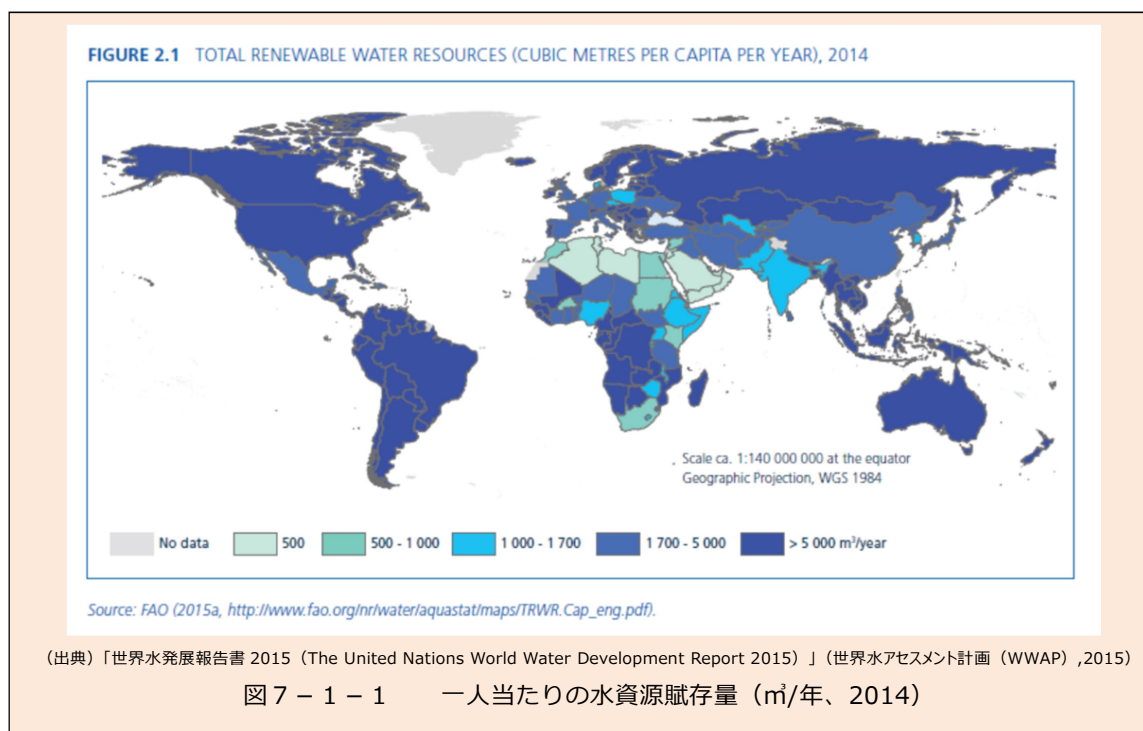 FIGURE 2.1 TOTAL RENEWABLE WATER RESOURCES (CUBIC METRES PER CAPITA PER YEAR), 2014
Scale ca. 1:140 000 000 at the equator
Geographic Projection, WGS 1984
No data 500 500 - 1 000 1 000 - 1 700 1 700 - 5 000 > 5 000 m³/year
Source: FAO (2015a, http://www.fao.org/nr/water/aquastat/maps/TRWR.Cap_eng.pdf).
（出典）「世界水発展報告書 2015（The United Nations World Water Development Report 2015）」（世界水アセスメント計画（WWAP）,2015）
図７－１－１ 一人当たりの水資源賦存量（㎥/年、2014）